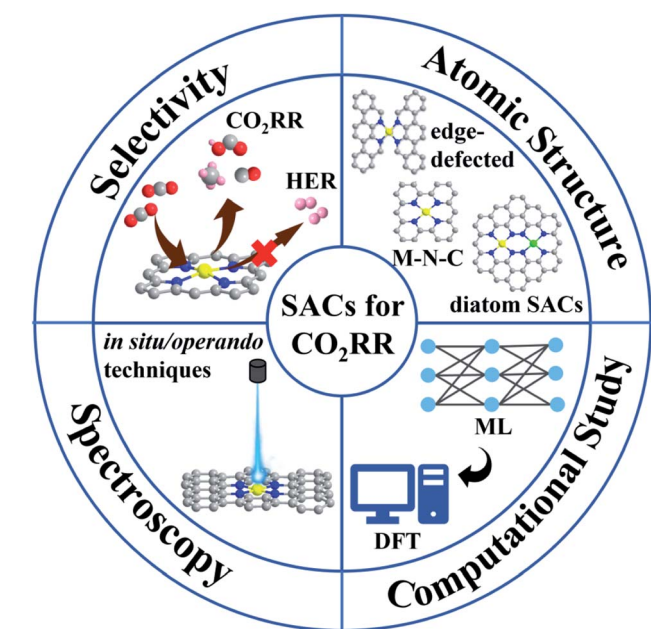 Selectivity
CO₂RR
HER
Atomic Structure
edge-
defected
M-N-C
diatom SACs
SACs for
CO₂RR
in situ/operando
techniques
Spectroscopy
ML
DFT
Computational Study